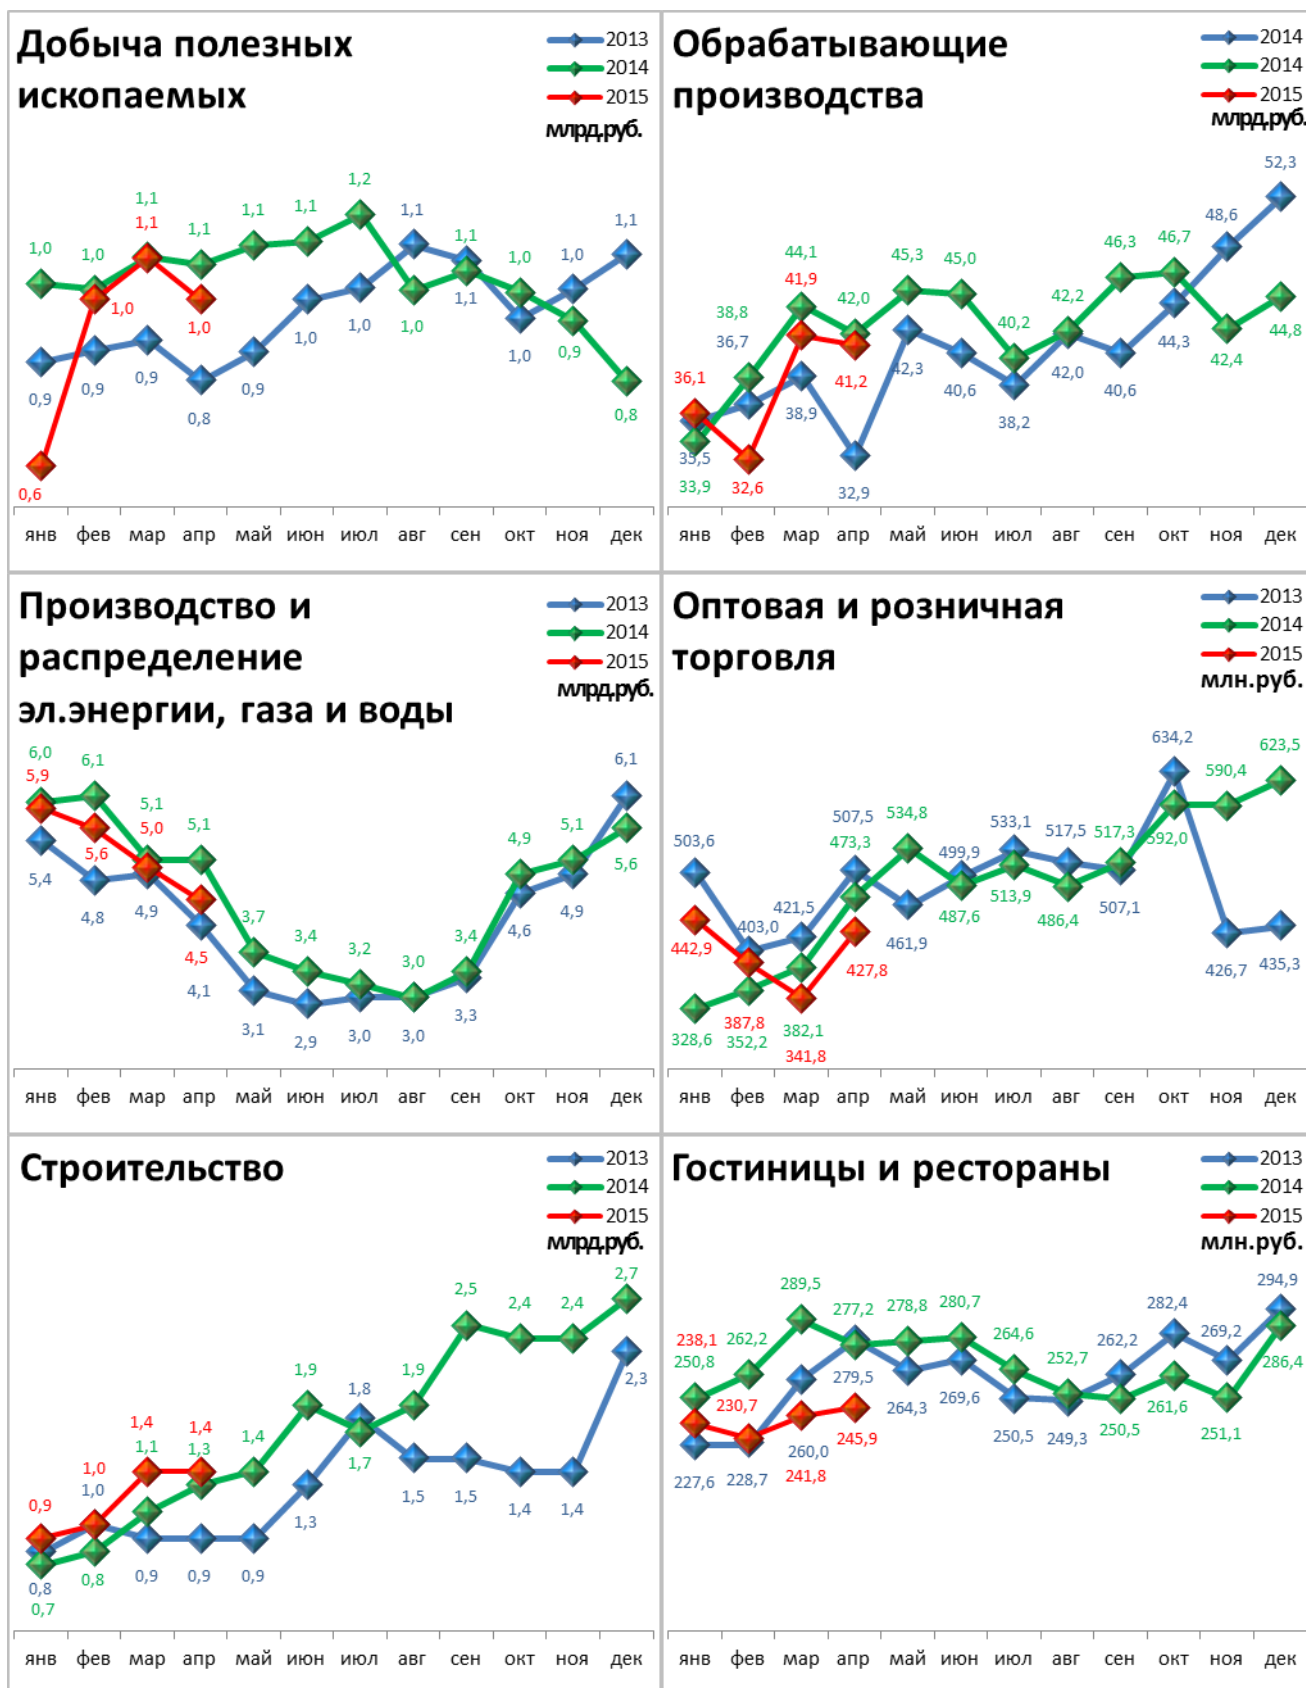 Добыча полезных
ископаемых
2013
2014
2015
млрд.руб.
1,0 1,0 1,1 1,1 1,1 1,1 1,2 1,0 1,1 1,0 0,9 0,8
0,9 0,9 0,9 0,8 0,9 1,0 1,0 1,1 1,1 1,0 1,0 1,1
0,6 1,0 1,1 1,0
янв фев мар апр май июн июл авг сен окт ноя дек
Обрабатывающие
производства
2014
2014
2015
млрд.руб.
33,9 38,8 44,1 42,0 45,3 45,0 40,2 42,2 46,3 46,7 42,4 44,8
35,5 36,7 38,9 32,9 42,3 40,6 38,2 42,0 40,6 44,3 48,6 52,3
36,1 32,6 41,9 41,2
янв фев мар апр май июн июл авг сен окт ноя дек
Производство и
распределение
эл.энергии, газа и воды
2013
2014
2015
млрд.руб.
6,0 6,1 5,1 5,1 3,7 3,4 3,2 3,0 3,4 4,9 5,1 5,6
5,9 5,6 5,0 4,5
5,4 4,8 4,9 4,1 3,1 2,9 3,0 3,0 3,3 4,6 4,9 6,1
янв фев мар апр май июн июл авг сен окт ноя дек
Оптовая и розничная
торговля
2013
2014
2015
млн.руб.
503,6 403,0 421,5 507,5 461,9 499,9 533,1 517,5 507,1 634,2 426,7 435,3
328,6 352,2 382,1 473,3 534,8 487,6 513,9 486,4 517,3 592,0 590,4 623,5
442,9 387,8 341,8 427,8
янв фев мар апр май июн июл авг сен окт ноя дек
Строительство
2013
2014
2015
млрд.руб.
0,9 1,0 1,4 1,4
0,7 0,8 1,1 1,3 1,4 1,9 1,7 1,9 2,5 2,4 2,4 2,7
0,8 1,0 0,9 0,9 0,9 1,3 1,8 1,5 1,5 1,4 1,4 2,3
янв фев мар апр май июн июл авг сен окт ноя дек
Гостиницы и рестораны
2013
2014
2015
млн.руб.
250,8 262,2 289,5 277,2 278,8 280,7 264,6 252,7 250,5 261,6 251,1 286,4
238,1 230,7 241,8 245,9
227,6 228,7 260,0 279,5 264,3 269,6 250,5 249,3 262,2 282,4 269,2 294,9
янв фев мар апр май июн июл авг сен окт ноя дек